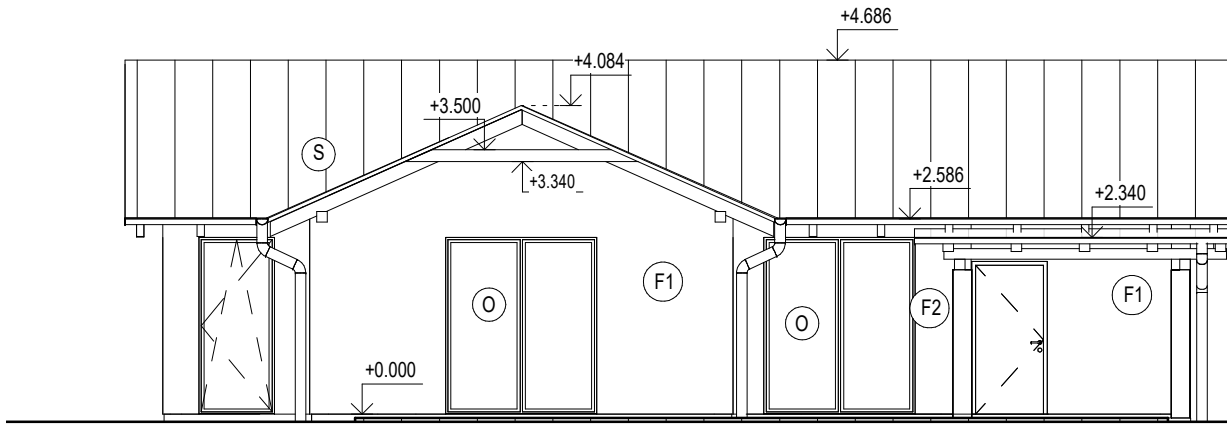 +4.686
+4.084
+3.500
S
+3.340
+2.586
+2.340
F1
O
F2
F1
O
+0.000